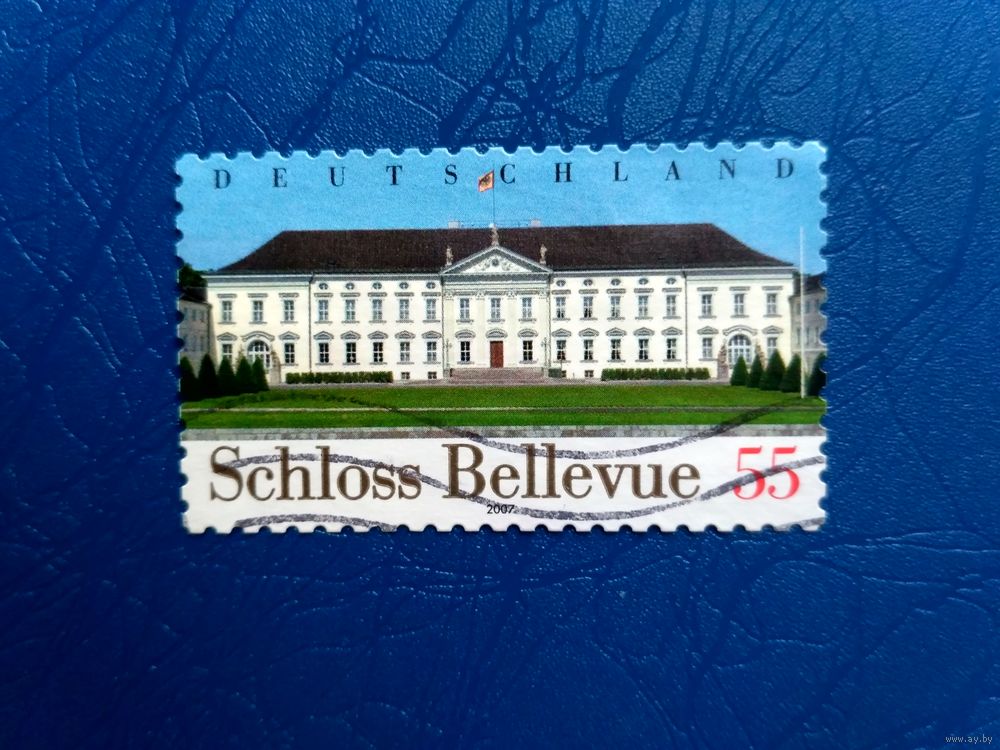 DEUTSCHLAND
Schloss Bellevue 55
2007
www.ay.by